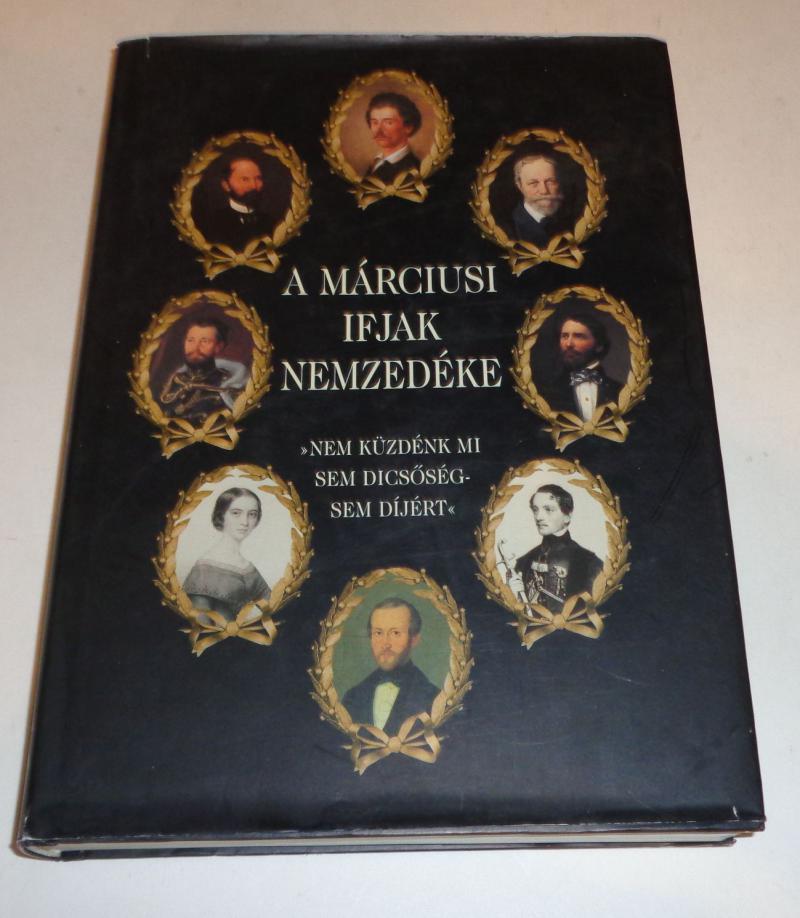 A MÁRCIUSI
IFJAK
NEMZEDÉKE
»NEM KÜZDÉNK MI
SEM DICSŐSÉG-
SEM DÍJÉRT«